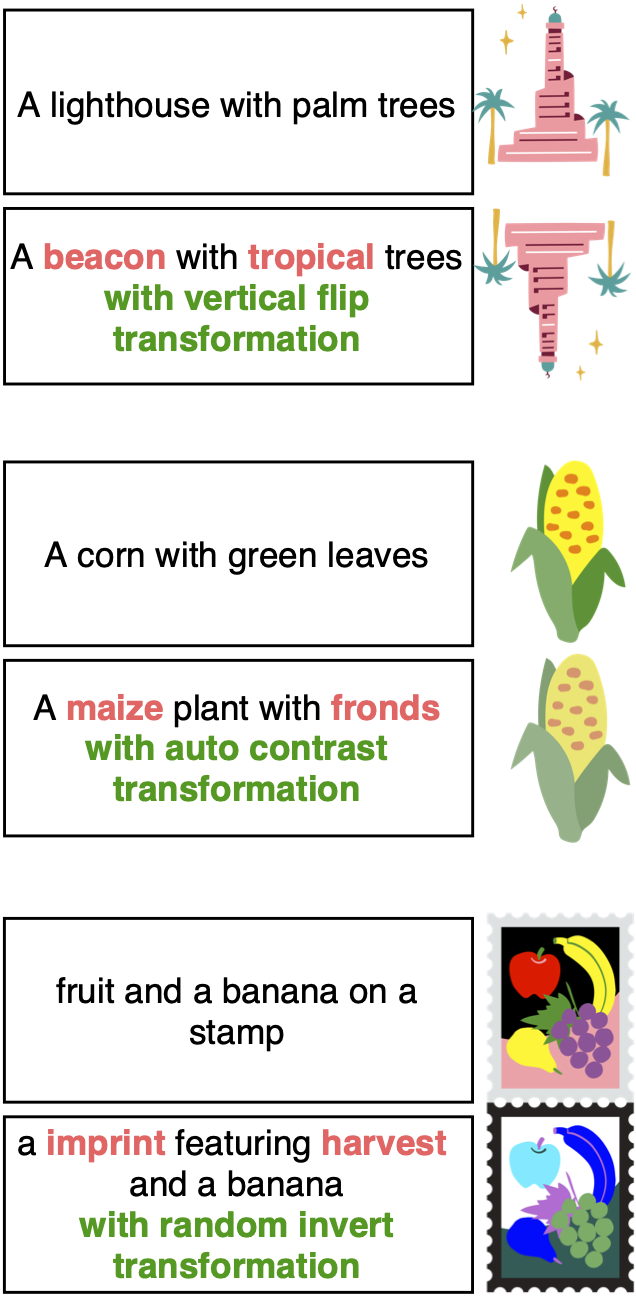 A lighthouse with palm trees
A beacon with tropical trees
with vertical flip
transformation
A corn with green leaves
A maize plant with fronds
with auto contrast
transformation
fruit and a banana on a
stamp
a imprint featuring harvest
and a banana
with random invert
transformation